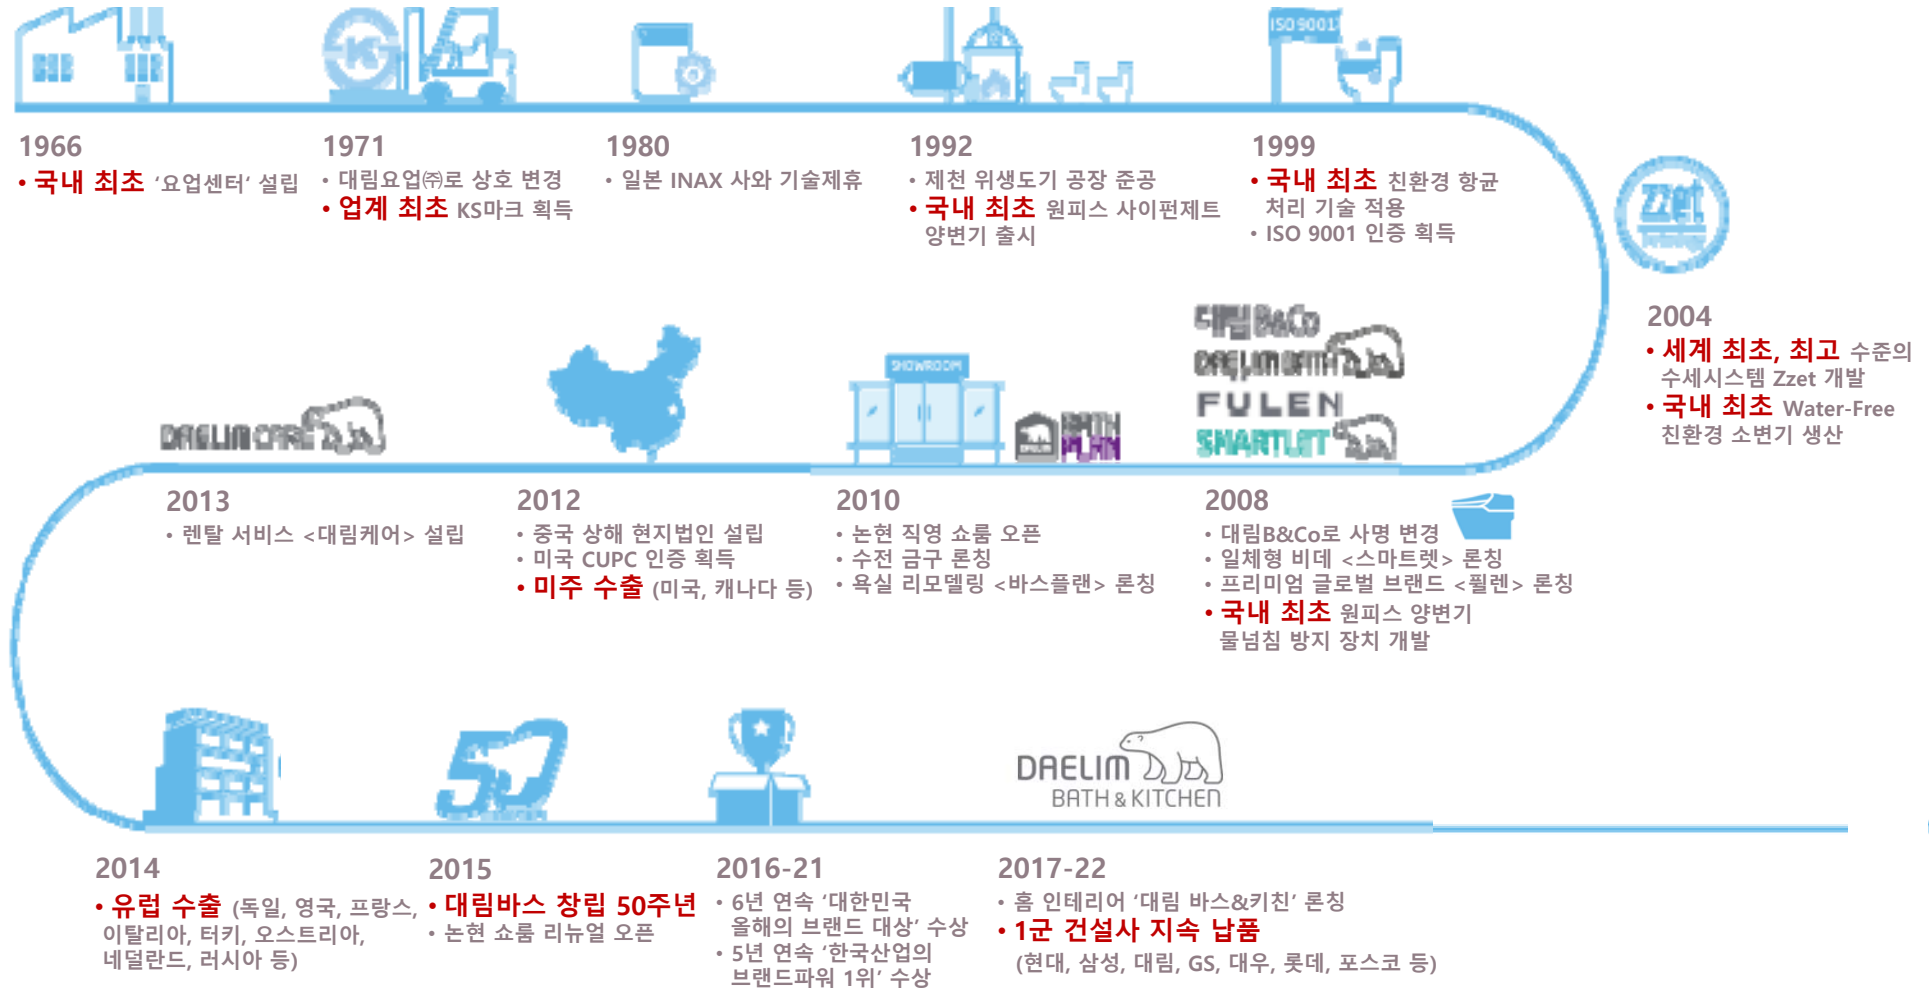 ISO 9001
1966
• 국내 최초 ‘요업센터‘ 설립
1971
• 대림요업㈜로 상호 변경
• 업계 최초 KS마크 획득
1980
• 일본 INAX 사와 기술제휴
1992
• 제천 위생도기 공장 준공
• 국내 최초 원피스 사이펀제트
양변기 출시
1999
• 국내 최초 친환경 항균
처리 기술 적용
• ISO 9001 인증 획득
Zzet
2004
• 세계 최초, 최고 수준의
수세시스템 Zzet 개발
• 국내 최초 Water-Free
친환경 소변기 생산
대림 B&Co
DAELIM BATH
FULEN
SMARTLET
2008
• 대림B&Co로 사명 변경
• 일체형 비데 <스마트렛> 론칭
• 프리미엄 글로벌 브랜드 <퓔렌> 론칭
• 국내 최초 원피스 양변기
물넘침 방지 장치 개발
SHOWROOM
BATH
PLAN
2010
• 논현 직영 쇼룸 오픈
• 수전 금구 론칭
• 욕실 리모델링 <바스플랜> 론칭
2012
• 중국 상해 현지법인 설립
• 미국 CUPC 인증 획득
• 미주 수출 (미국, 캐나다 등)
DAELIM CARE
2013
• 렌탈 서비스 <대림케어> 설립
2014
• 유럽 수출 (독일, 영국, 프랑스,
이탈리아, 터키, 오스트리아,
네덜란드, 러시아 등)
50
2015
• 대림바스 창립 50주년
• 논현 쇼룸 리뉴얼 오픈
2016-21
• 6년 연속 ‘대한민국
올해의 브랜드 대상’ 수상
• 5년 연속 ‘한국산업의
브랜드파워 1위’ 수상
DAELIM
BATH & KITCHEN
2017-22
• 홈 인테리어 ‘대림 바스&키친’ 론칭
• 1군 건설사 지속 납품
(현대, 삼성, 대림, GS, 대우, 롯데, 포스코 등)